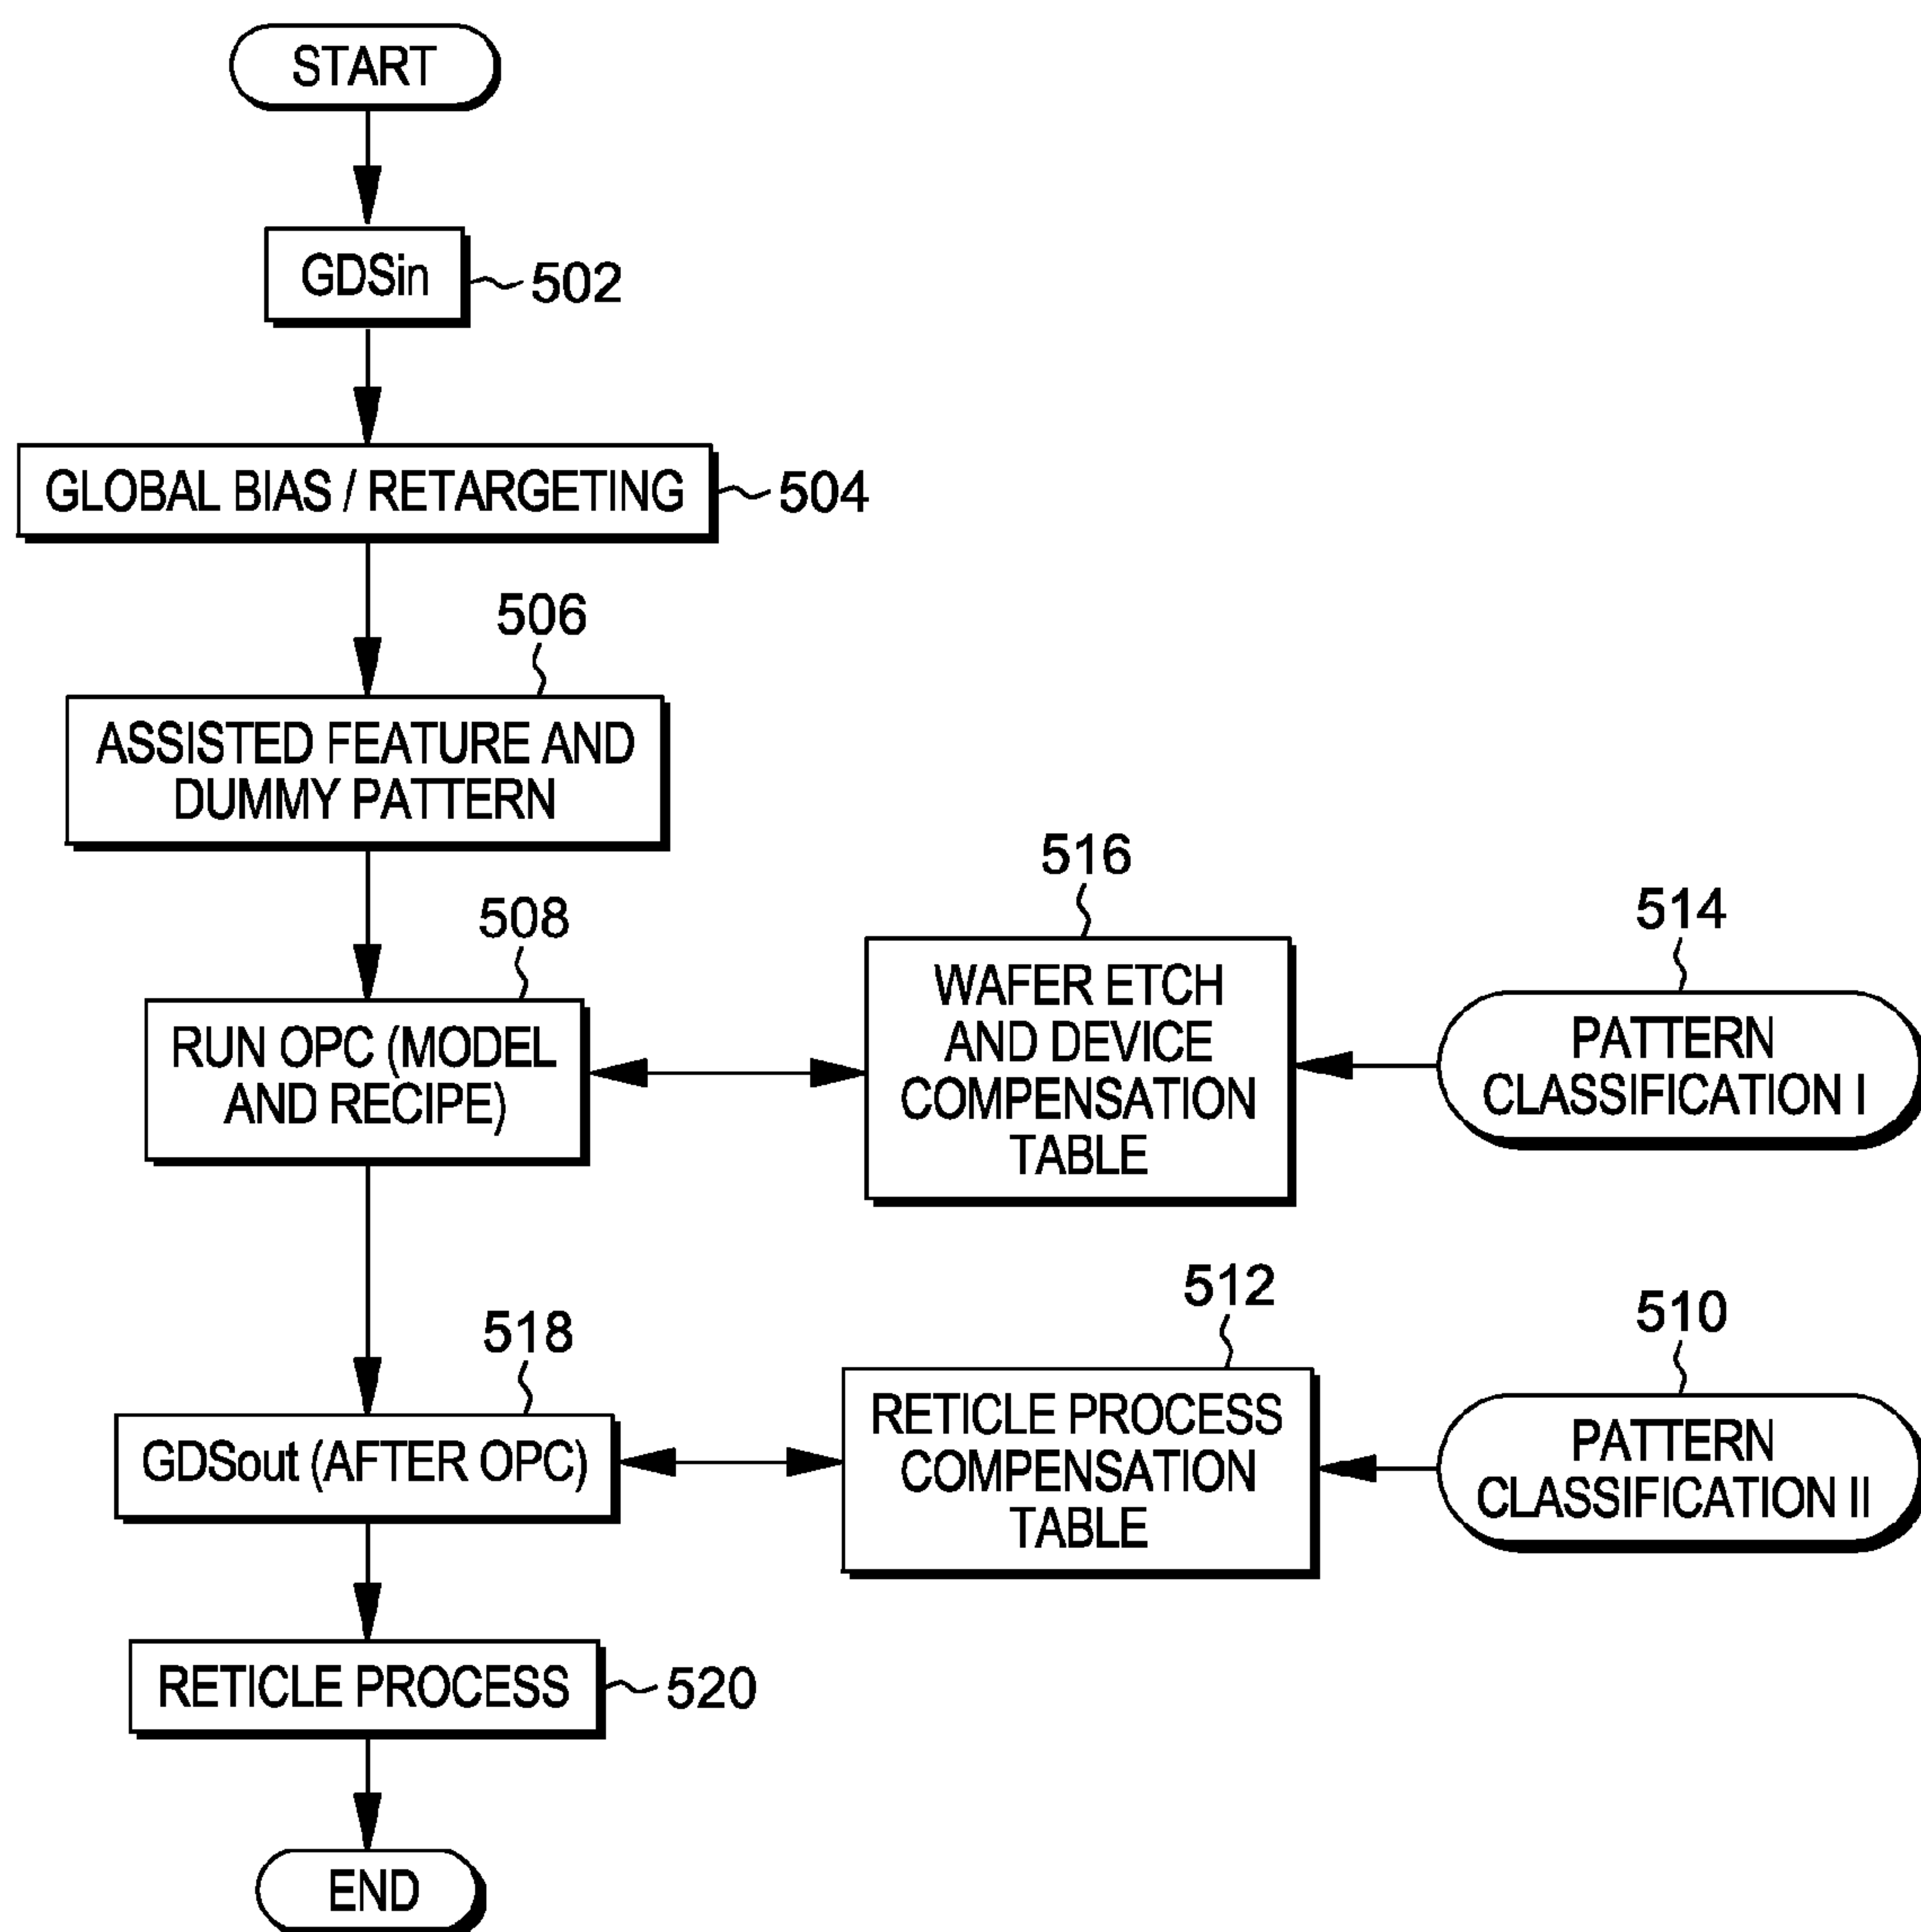 START
GDSin
502
GLOBAL BIAS / RETARGETING
504
506
ASSISTED FEATURE AND
DUMMY PATTERN
508
RUN OPC (MODEL
AND RECIPE)
516
WAFER ETCH
AND DEVICE
COMPENSATION
TABLE
514
PATTERN
CLASSIFICATION I
518
GDSout (AFTER OPC)
512
RETICLE PROCESS
COMPENSATION
TABLE
510
PATTERN
CLASSIFICATION II
RETICLE PROCESS
520
END